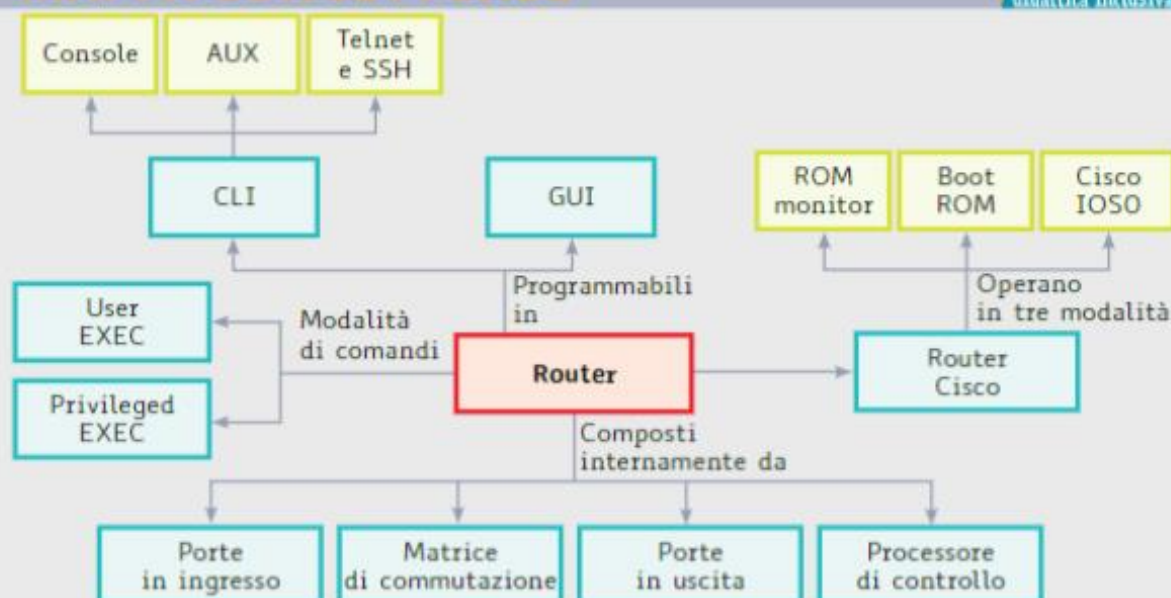 Console
AUX
Telnet
e SSH
CLI
GUI
ROM
monitor
Boot
ROM
Cisco
IOSO
Programmabili
in
Operano
in tre modalità
User
EXEC
Modalità
di comandi
Router
Router
Cisco
Privileged
EXEC
Composti
internamente da
Porte
in ingresso
Matrice
di commutazione
Porte
in uscita
Processore
di controllo